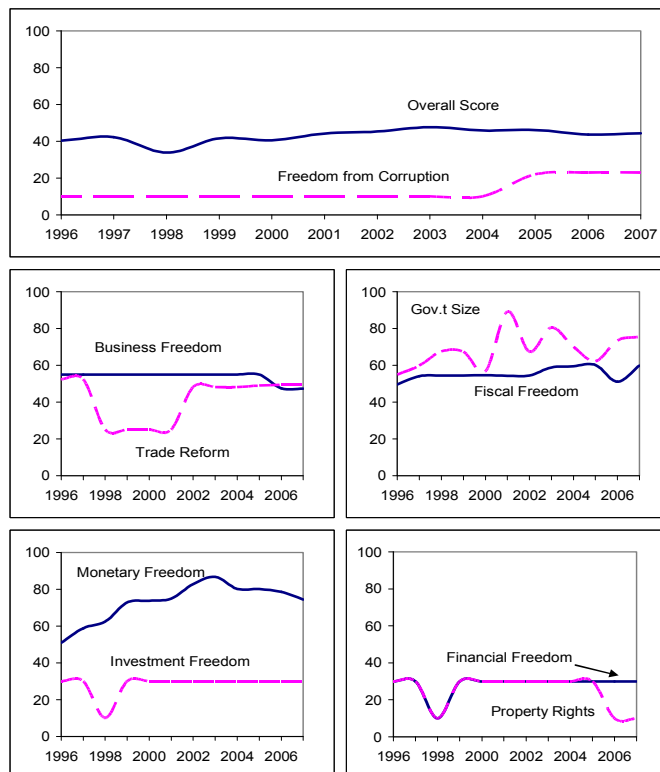 100
80
60
40
20
0
Overall Score
Freedom from Corruption
1996 1997 1998 1999 2000 2001 2002 2003 2004 2005 2006 2007
100
80
60
40
20
0
Business Freedom
Trade Reform
1996 1998 2000 2002 2004 2006
100
80
60
40
20
0
Gov.t Size
Fiscal Freedom
1996 1998 2000 2002 2004 2006
100
80
60
40
20
0
Monetary Freedom
Investment Freedom
1996 1998 2000 2002 2004 2006
100
80
60
40
20
0
Financial Freedom
Property Rights
1996 1998 2000 2002 2004 2006